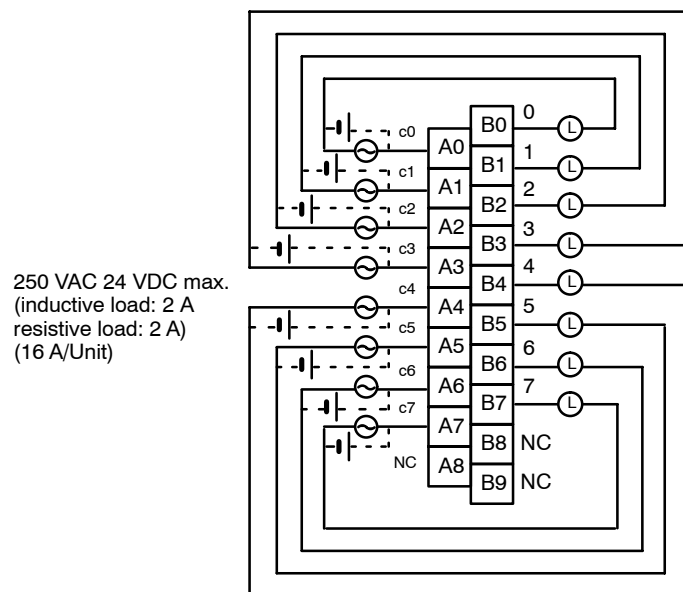 0
c0 B0 L
A0 1
c1 B1 L
A1 2
c2 B2 L
A2 3
c3 B3 L
A3 4
c4 B4 L
A4 5
c5 B5 L
A5 6
c6 B6 L
A6 7
c7 B7 L
A7
B8 NC
NC A8
B9 NC
250 VAC 24 VDC max.
(inductive load: 2 A
resistive load: 2 A)
(16 A/Unit)